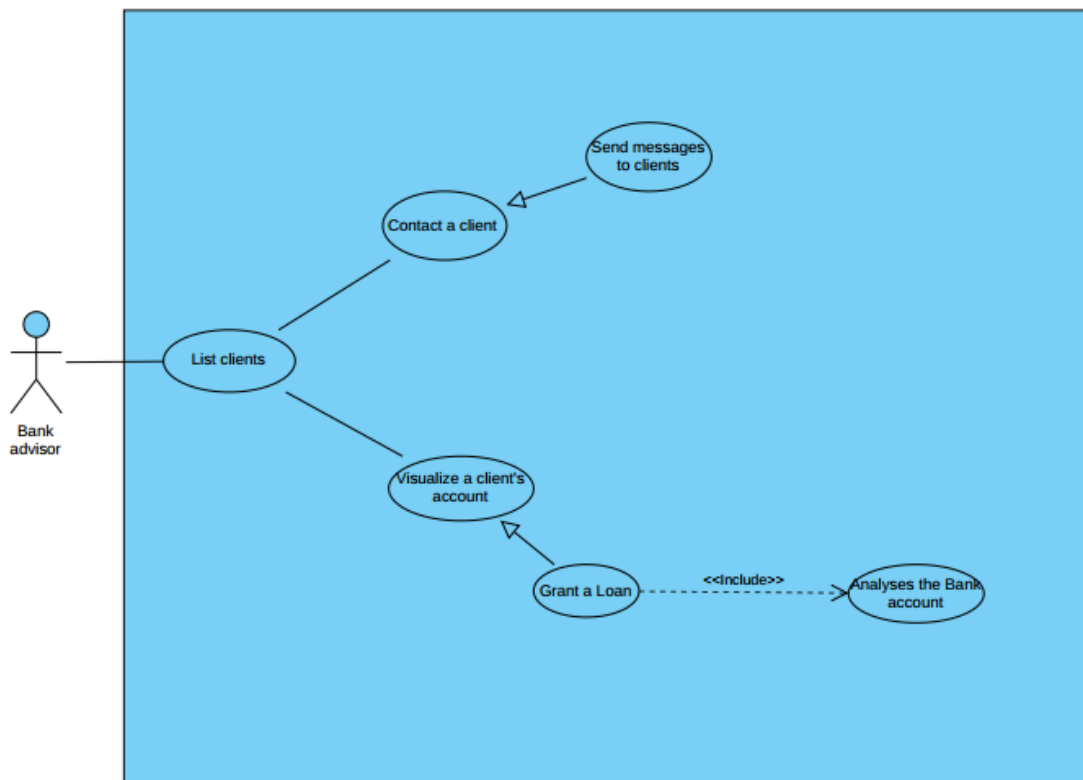 Send messages
to clients
Contact a client
List clients
Bank
advisor
Visualize a client's
account
Grant a Loan
<<Include>>
Analyses the Bank
account